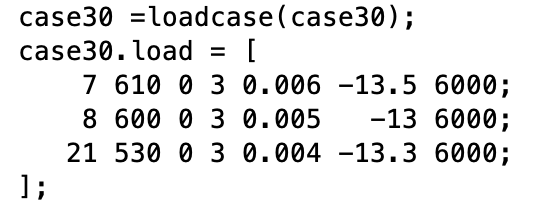 case30 =loadcase(case30);
case30.load = [
    7 610 0 3 0.006 -13.5 6000;
    8 600 0 3 0.005   -13 6000;
   21 530 0 3 0.004 -13.3 6000;
];